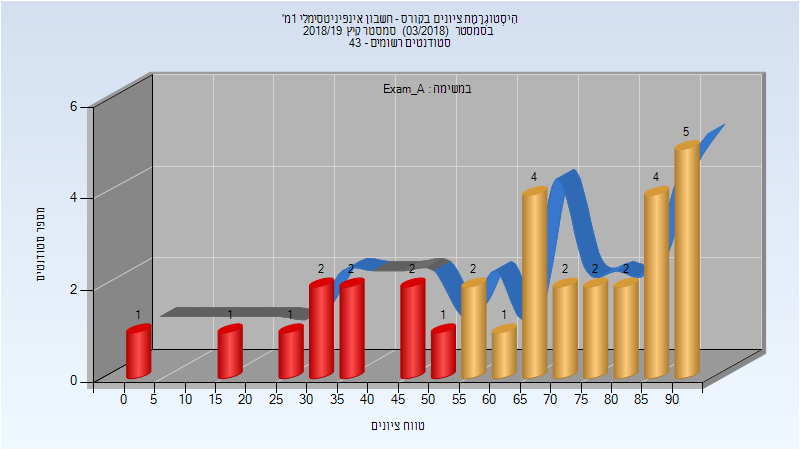 היסטוגרמת ציונים בקורס - חשבון אינפיניטסימלי 1מ'
בסמסטר (03/2018) סמסטר קיץ 2018/19
סטודנטים רשומים - 43
במשימה : Exam_A
מספר סטודנטים
6
4
2
0
1
1
1
2
2
2
1
2
1
4
2
2
2
4
5
0 5 10 15 20 25 30 35 40 45 50 55 60 65 70 75 80 85 90
טווח ציונים